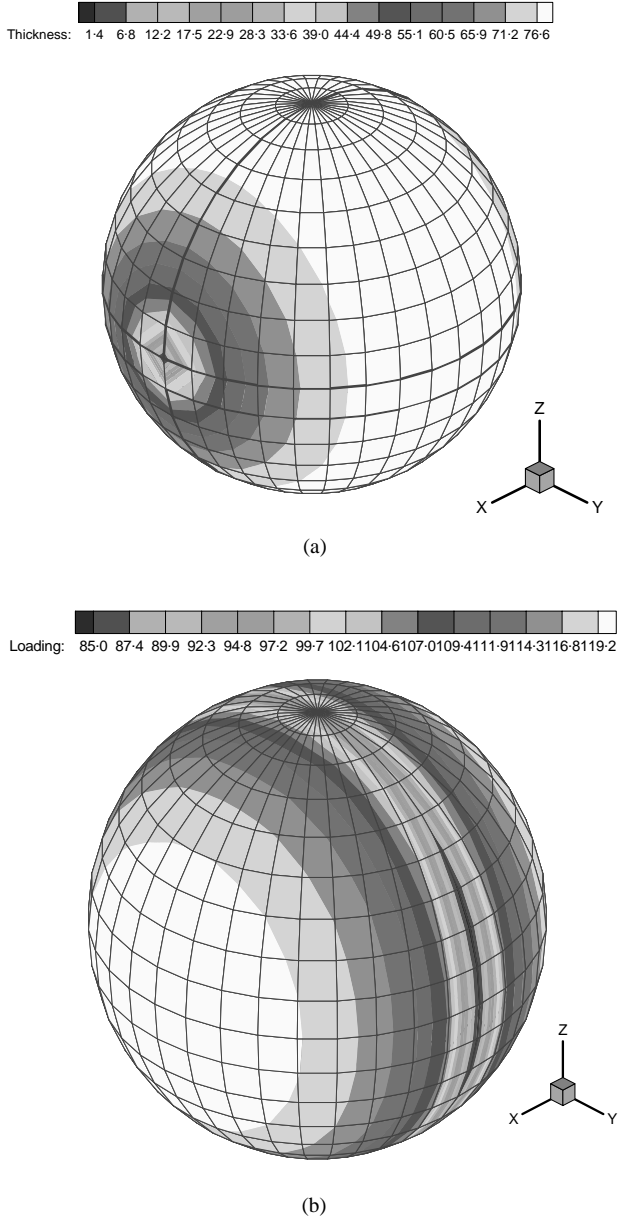 Thickness: 1·4 6·8 12·2 17·5 22·9 28·3 33·6 39·0 44·4 49·8 55·1 60·5 65·9 71·2 76·6
Z
X Y
(a)
Loading: 85·0 87·4 89·9 92·3 94·8 97·2 99·7 102·1104·6107·0109·4111·9114·3116·8119·2
Z
X Y
(b)